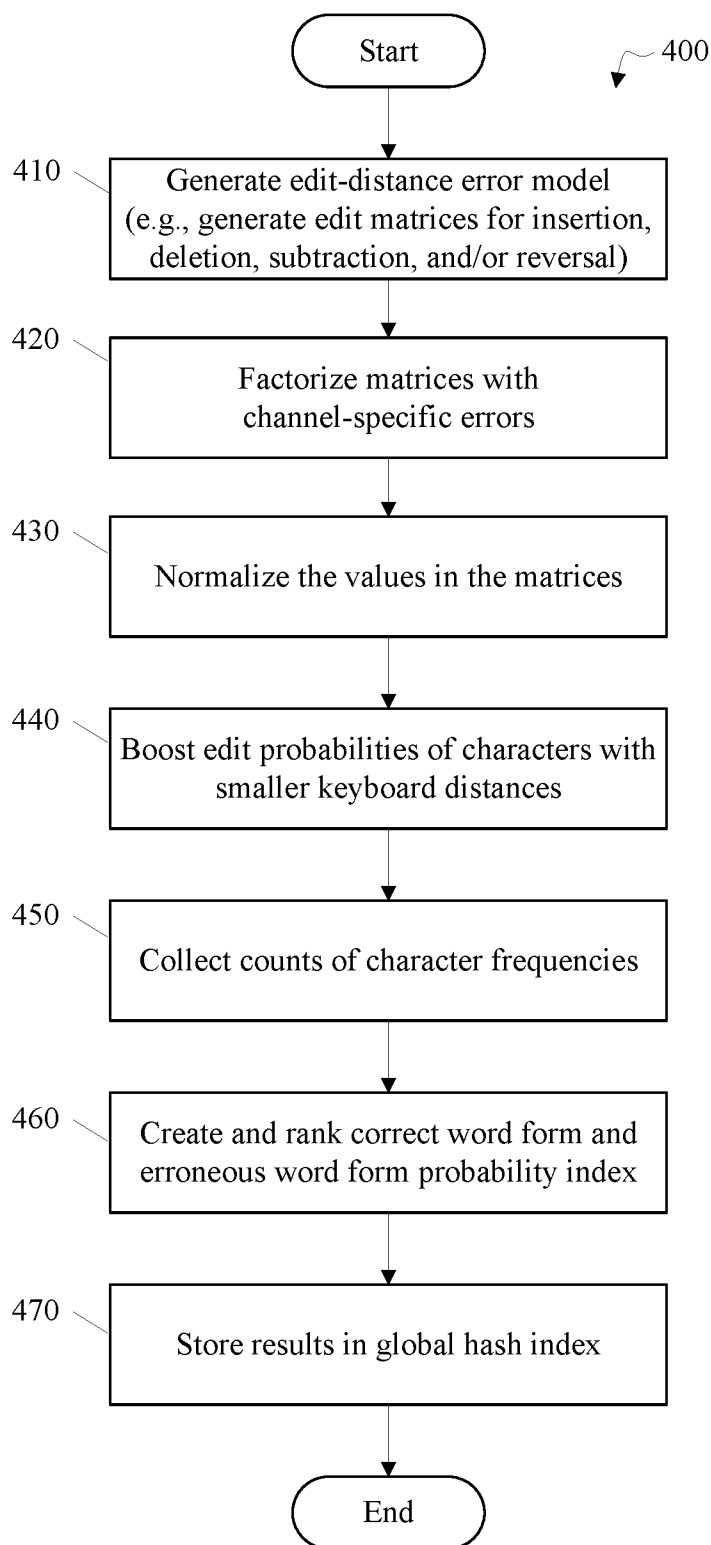 Start
400
410
Generate edit-distance error model
(e.g., generate edit matrices for insertion,
deletion, subtraction, and/or reversal)
420
Factorize matrices with
channel-specific errors
430
Normalize the values in the matrices
440
Boost edit probabilities of characters with
smaller keyboard distances
450
Collect counts of character frequencies
460
Create and rank correct word form and
erroneous word form probability index
470
Store results in global hash index
End